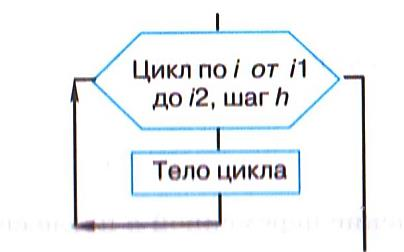 Цикл по i от i1
до i2, шаг h
Тело цикла